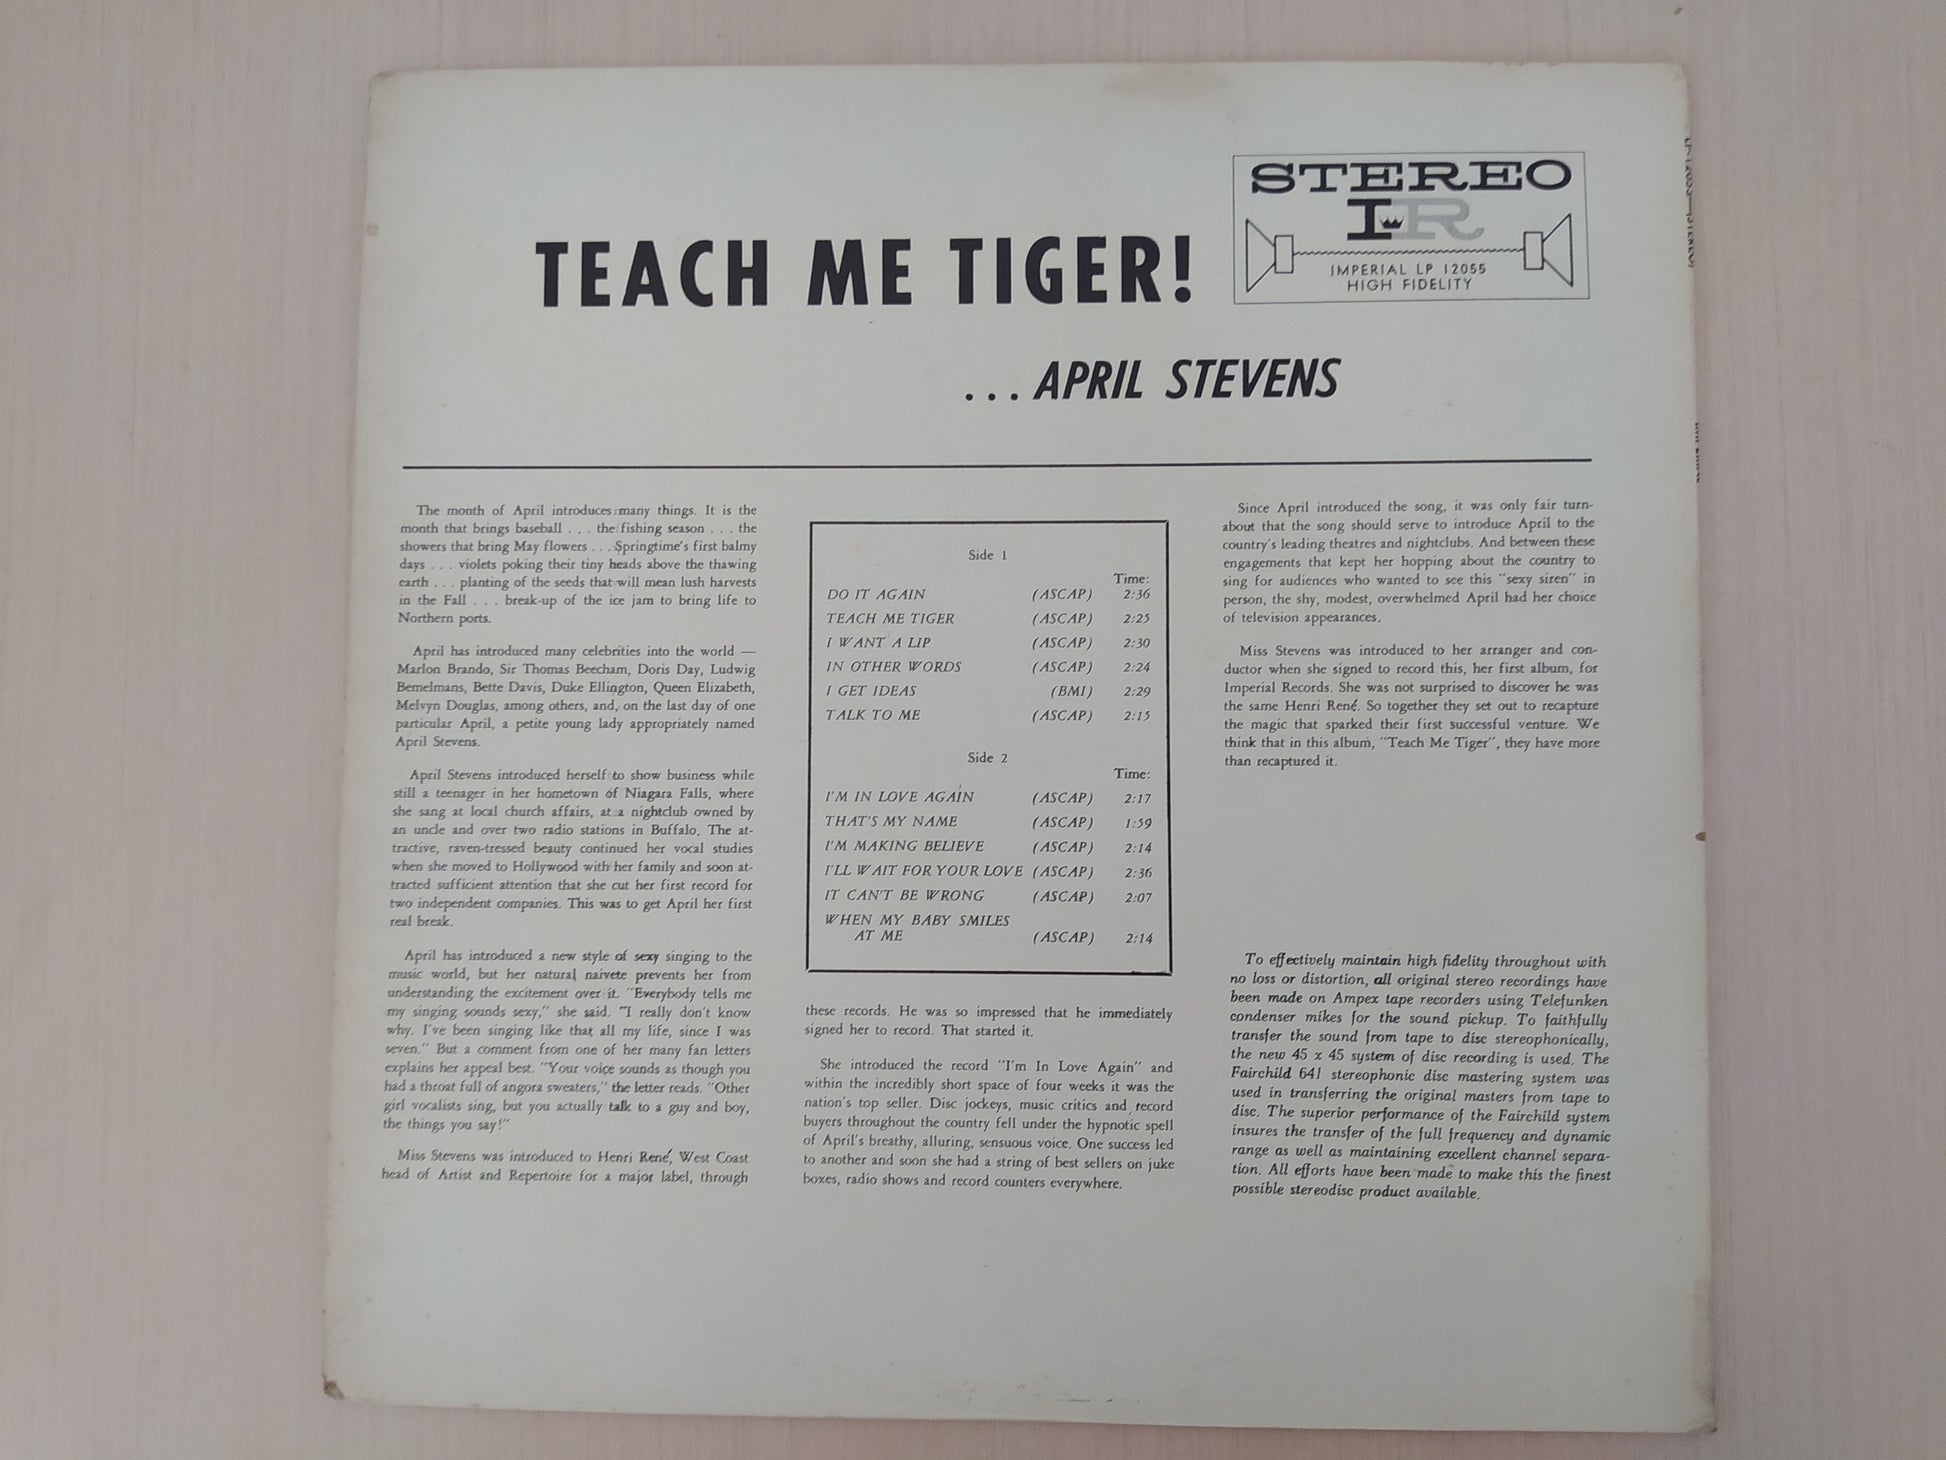 STEREO
IR
IMPERIAL LP 12055
HIGH FIDELITY
TEACH ME TIGER!
...APRIL STEVENS
The month of April introduces many things. It is the
month that brings baseball . . . the fishing season . . . the
showers that bring May flowers . . . Springtime's first balmy
days . . . violets poking their tiny heads above the thawing
earth . . . planting of the seeds that will mean lush harvests
in the Fall . . . break-up of the ice jam to bring life to
Northern ports.
April has introduced many celebrities into the world —
Marlon Brando, Sir Thomas Beecham, Doris Day, Ludwig
Bemelmans, Bette Davis, Duke Ellington, Queen Elizabeth,
Melvyn Douglas, among others, and, on the last day of one
particular April, a petite young lady appropriately named
April Stevens.
April Stevens introduced herself to show business while
still a teenager in her hometown of Niagara Falls, where
she sang at local church affairs, at a nightclub owned by
an uncle and over two radio stations in Buffalo. The at-
tractive, raven-tressed beauty continued her vocal studies
when she moved to Hollywood with her family and soon at-
tracted sufficient attention that she cut her first record for
two independent companies. This was to get April her first
real break.
April has introduced a new style of sexy singing to the
music world, but her natural naivete prevents her from
understanding the excitement over it. "Everybody tells me
my singing sounds sexy," she said. "I really don't know
why. I've been singing like that all my life, since I was
seven." But a comment from one of her many fan letters
explains her appeal best. "Your voice sounds as though you
had a throat full of angora sweaters," the letter reads. "Other
girl vocalists sing, but you actually talk to a guy and boy,
the things you say!"
Miss Stevens was introduced to Henri René, West Coast
head of Artist and Repertoire for a major label, through
Side 1
Time:
DO IT AGAIN (ASCAP) 2:36
TEACH ME TIGER (ASCAP) 2:25
I WANT A LIP (ASCAP) 2:30
IN OTHER WORDS (ASCAP) 2:24
I GET IDEAS (BMI) 2:29
TALK TO ME (ASCAP) 2:15
Side 2
Time:
I'M IN LOVE AGAIN (ASCAP) 2:17
THAT'S MY NAME (ASCAP) 1:59
I'M MAKING BELIEVE (ASCAP) 2:14
I'LL WAIT FOR YOUR LOVE (ASCAP) 2:36
IT CAN'T BE WRONG (ASCAP) 2:07
WHEN MY BABY SMILES
AT ME (ASCAP) 2:14
these records. He was so impressed that he immediately
signed her to record. That started it.
She introduced the record "I'm In Love Again" and
within the incredibly short space of four weeks it was the
nation's top seller. Disc jockeys, music critics and record
buyers throughout the country fell under the hypnotic spell
of April's breathy, alluring, sensuous voice. One success led
to another and soon she had a string of best sellers on juke
boxes, radio shows and record counters everywhere.
Since April introduced the song, it was only fair turn-
about that the song should serve to introduce April to the
country's leading theatres and nightclubs. And between these
engagements that kept her hopping about the country to
sing for audiences who wanted to see this "sexy siren" in
person, the shy, modest, overwhelmed April had her choice
of television appearances.
Miss Stevens was introduced to her arranger and con-
ductor when she signed to record this, her first album, for
Imperial Records. She was not surprised to discover he was
the same Henri René. So together they set out to recapture
the magic that sparked their first successful venture. We
think that in this album, "Teach Me Tiger", they have more
than recaptured it.
To effectively maintain high fidelity throughout with
no loss or distortion, all original stereo recordings have
been made on Ampex tape recorders using Telefunken
condenser mikes for the sound pickup. To faithfully
transfer the sound from tape to disc stereophonically,
the new 45 x 45 system of disc recording is used. The
Fairchild 641 stereophonic disc mastering system was
used in transferring the original masters from tape to
disc. The superior performance of the Fairchild system
insures the transfer of the full frequency and dynamic
range as well as maintaining excellent channel separa-
tion. All efforts have been made to make this the finest
possible stereodisc product available.